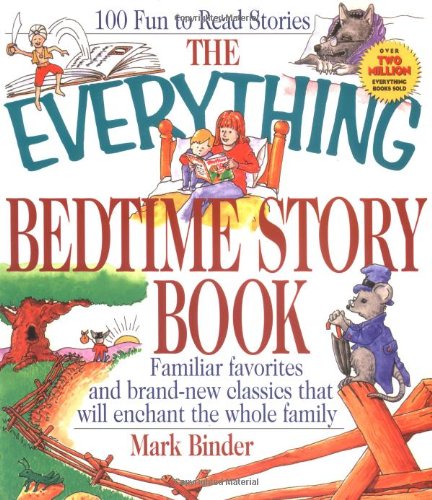 100 Fun to Read Stories
THE
EVERYTHING
OVER
TWO
MILLION
EVERYTHING
BOOKS SOLD
BEDTIME STORY
BOOK
Familiar favorites
and brand-new classics that
will enchant the whole family
Mark Binder